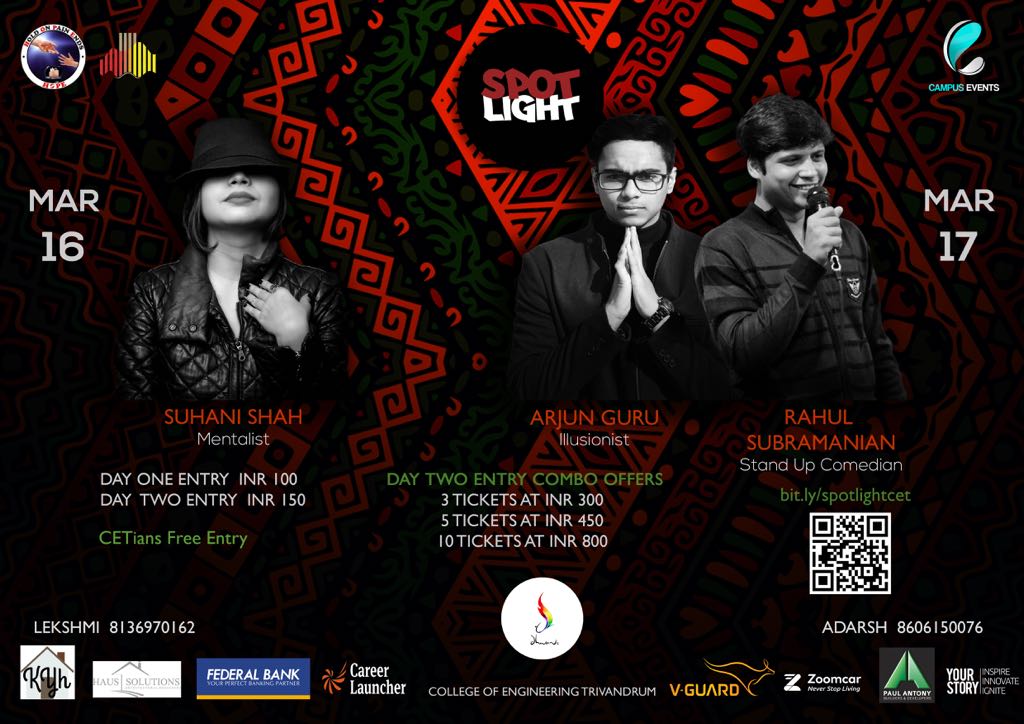 HOLD ON PAIN ENDS
HOPE
SPOT
LIGHT
CAMPUS EVENTS
MAR
16
MAR
17
SUHANI SHAH
Mentalist
ARJUN GURU
Illusionist
RAHUL
SUBRAMANIAN
Stand Up Comedian
DAY ONE ENTRY INR 100
DAY TWO ENTRY INR 150
CETians Free Entry
DAY TWO ENTRY COMBO OFFERS
3 TICKETS AT INR 300
5 TICKETS AT INR 450
10 TICKETS AT INR 800
bit.ly/spotlightcet
LEKSHMI 8136970162
Dhwani
ADARSH 8606150076
KYh
HAUS SOLUTIONS
FEDERAL BANK
YOUR PERFECT BANKING PARTNER
Career
Launcher
COLLEGE OF ENGINEERING TRIVANDRUM
V-GUARD
Zoomcar
Never Stop Living
PAUL ANTONY
BUILDERS & DEVELOPERS
YOUR
STORY
INSPIRE
INNOVATE
IGNITE